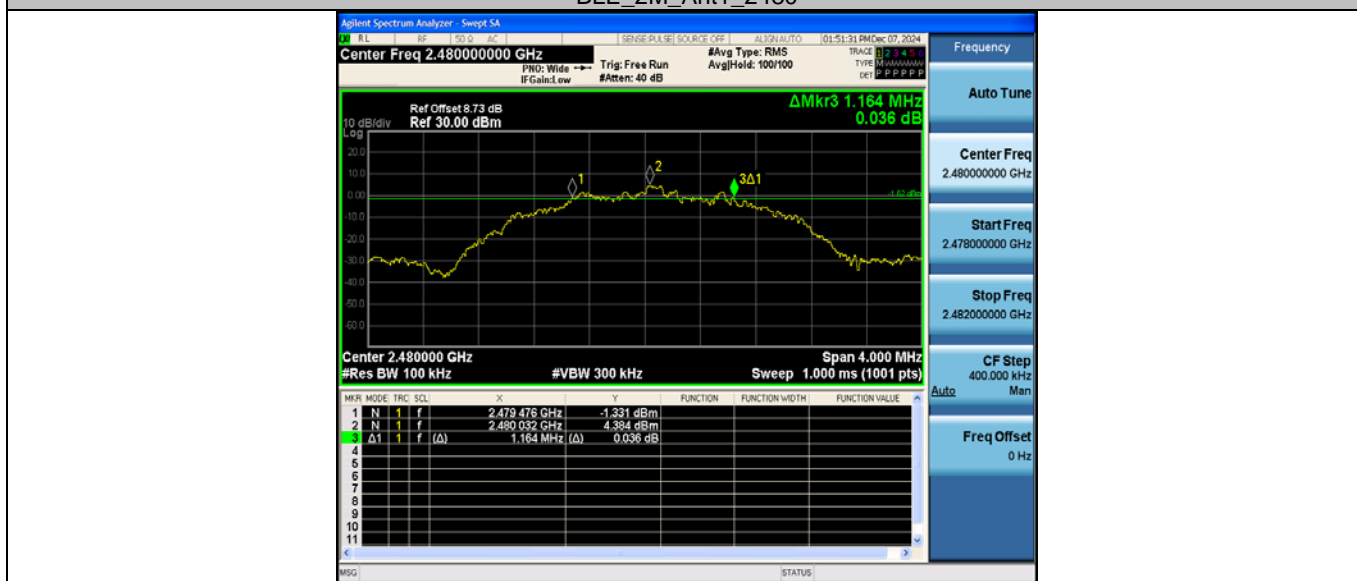 BLE_2M_Ant1_2480
Agilent Spectrum Analyzer - Swept SA
RL RF 50 Ω AC SENSE:PULSE SOURCE OFF ALIGN AUTO 01:51:31 PM Dec 07, 2024
Center Freq 2.480000000 GHz
PNO: Wide
IFGain:Low
Trig: Free Run
#Atten: 40 dB
#Avg Type: RMS
Avg|Hold: 100/100
TRACE 1 2 3 4 5 6
TYPE M
DET P P P P P P
Frequency
Auto Tune
Center Freq
2.480000000 GHz
Start Freq
2.478000000 GHz
Stop Freq
2.482000000 GHz
CF Step
400.000 kHz
Auto Man
Freq Offset
0 Hz
ΔMkr3 1.164 MHz
0.036 dB
Ref Offset 8.73 dB
Ref 30.00 dBm
10 dB/div
Log
20.0
10.0
0.00
-10.0
-20.0
-30.0
-40.0
-50.0
-60.0
1
2
3Δ1
-1.62 dBm
Center 2.480000 GHz Span 4.000 MHz
#Res BW 100 kHz #VBW 300 kHz Sweep 1.000 ms (1001 pts)
MKR MODE TRC SCL X Y FUNCTION FUNCTION WIDTH FUNCTION VALUE
1 N 1 f 2.479 476 GHz -1.331 dBm
2 N 1 f 2.480 032 GHz 4.384 dBm
3 Δ1 1 f (Δ) 1.164 MHz (Δ) 0.036 dB
4
5
6
7
8
9
10
11
MSG STATUS